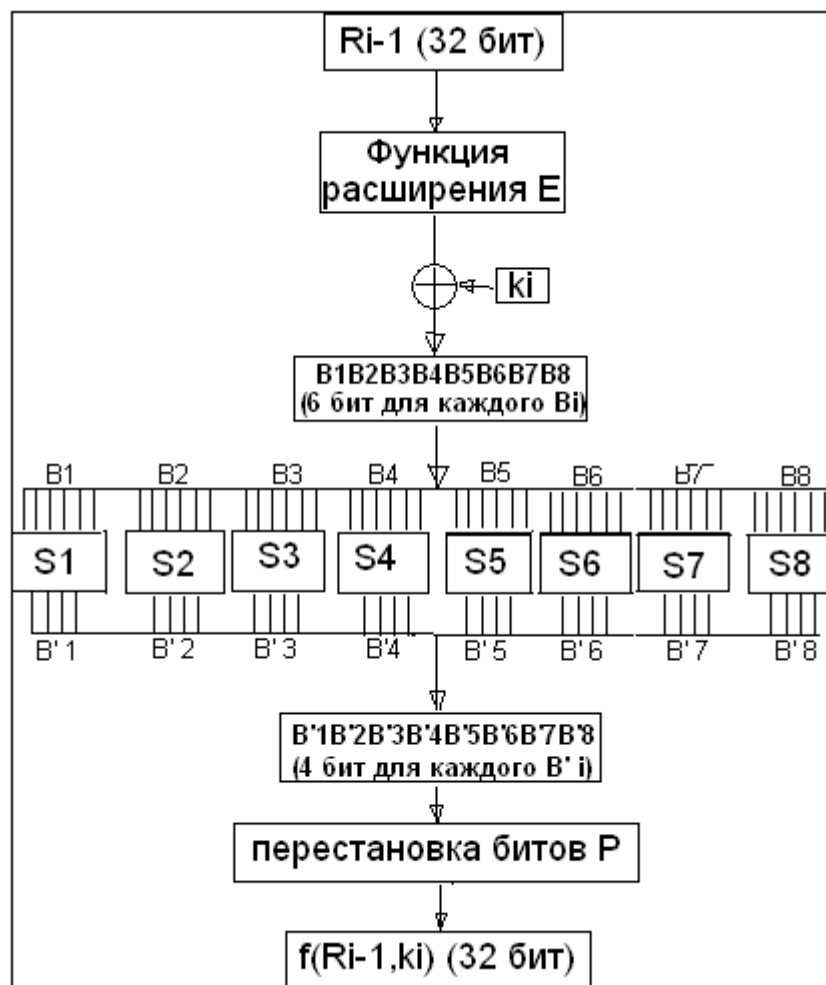 Ri-1 (32 бит)
Функция
расширения E
ki
B1B2B3B4B5B6B7B8
(6 бит для каждого Bi)
B1 B2 B3 B4 B5 B6 B7 B8
S1 S2 S3 S4 S5 S6 S7 S8
B'1 B'2 B'3 B'4 B'5 B'6 B'7 B'8
B'1B'2B'3B'4B'5B'6B'7B'8
(4 бит для каждого B' i)
перестановка битов P
f(Ri-1,ki) (32 бит)